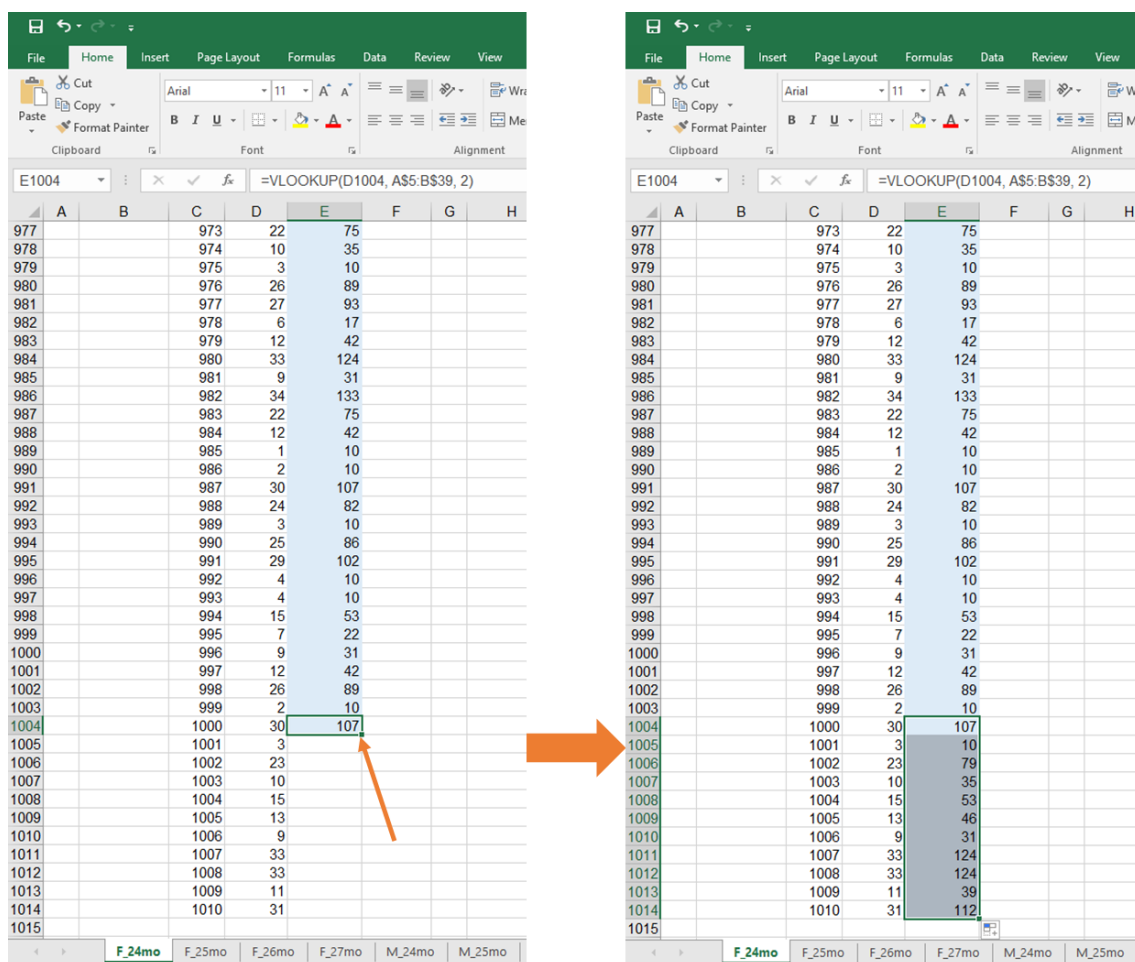 File Home Insert Page Layout Formulas Data Review View
Cut
Copy
Paste
Format Painter
Arial 11
B I U
A
Clipboard Font Alignment
E1004 fx =VLOOKUP(D1004, A$5:B$39, 2)
A B C D E F G H
977 973 22 75
978 974 10 35
979 975 3 10
980 976 26 89
981 977 27 93
982 978 6 17
983 979 12 42
984 980 33 124
985 981 9 31
986 982 34 133
987 983 22 75
988 984 12 42
989 985 1 10
990 986 2 10
991 987 30 107
992 988 24 82
993 989 3 10
994 990 25 86
995 991 29 102
996 992 4 10
997 993 4 10
998 994 15 53
999 995 7 22
1000 996 9 31
1001 997 12 42
1002 998 26 89
1003 999 2 10
1004 1000 30 107
1005 1001 3
1006 1002 23
1007 1003 10
1008 1004 15
1009 1005 13
1010 1006 9
1011 1007 33
1012 1008 33
1013 1009 11
1014 1010 31
1015
F_24mo F_25mo F_26mo F_27mo M_24mo M_25mo
File Home Insert Page Layout Formulas Data Review View
Cut
Copy
Paste
Format Painter
Arial 11
B I U
A
Clipboard Font Alignment
E1004 fx =VLOOKUP(D1004, A$5:B$39, 2)
A B C D E F G H
977 973 22 75
978 974 10 35
979 975 3 10
980 976 26 89
981 977 27 93
982 978 6 17
983 979 12 42
984 980 33 124
985 981 9 31
986 982 34 133
987 983 22 75
988 984 12 42
989 985 1 10
990 986 2 10
991 987 30 107
992 988 24 82
993 989 3 10
994 990 25 86
995 991 29 102
996 992 4 10
997 993 4 10
998 994 15 53
999 995 7 22
1000 996 9 31
1001 997 12 42
1002 998 26 89
1003 999 2 10
1004 1000 30 107
1005 1001 3 10
1006 1002 23 79
1007 1003 10 35
1008 1004 15 53
1009 1005 13 46
1010 1006 9 31
1011 1007 33 124
1012 1008 33 124
1013 1009 11 39
1014 1010 31 112
1015
F_24mo F_25mo F_26mo F_27mo M_24mo M_25mo